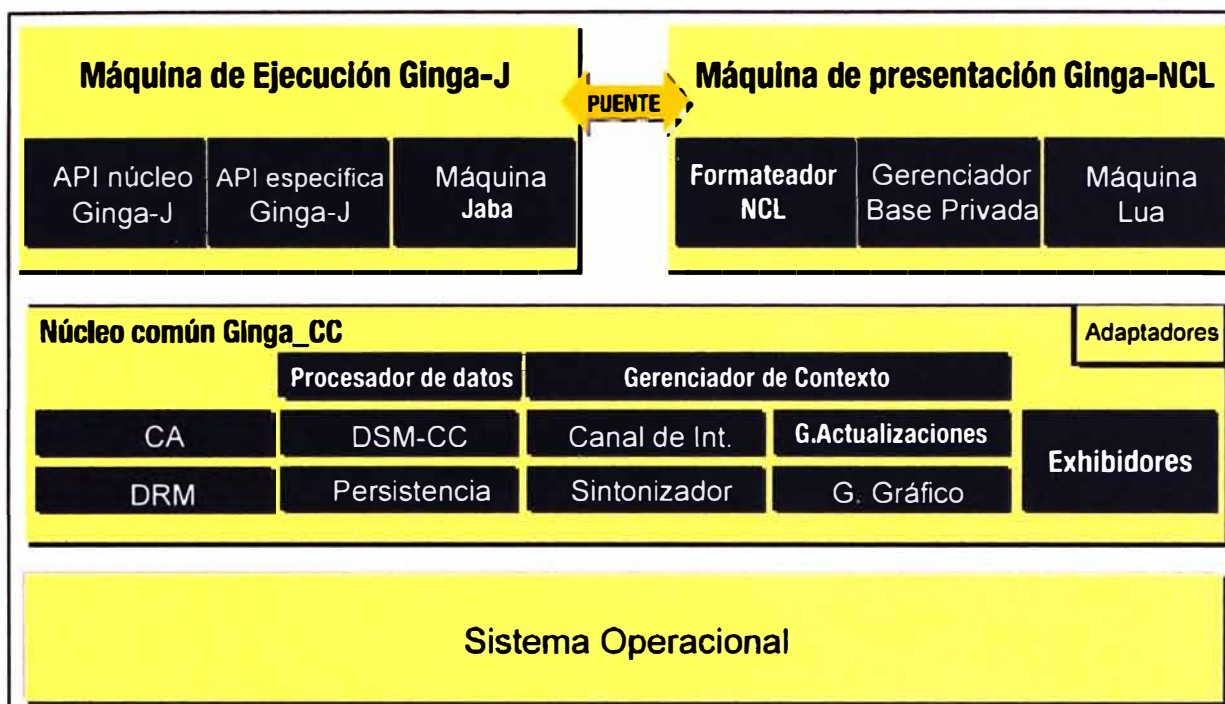 Máquina de Ejecución Ginga-J
PUENTE
Máquina de presentación Ginga-NCL
API núcleo
Ginga-J
API específica
Ginga-J
Máquina
Jaba
Formateador
NCL
Gerenciador
Base Privada
Máquina
Lua
Núcleo común Ginga_CC
Adaptadores
Procesador de datos
Gerenciador de Contexto
CA
DSM-CC
Canal de Int.
G.Actualizaciones
Exhibidores
DRM
Persistencia
Sintonizador
G. Gráfico
Sistema Operacional